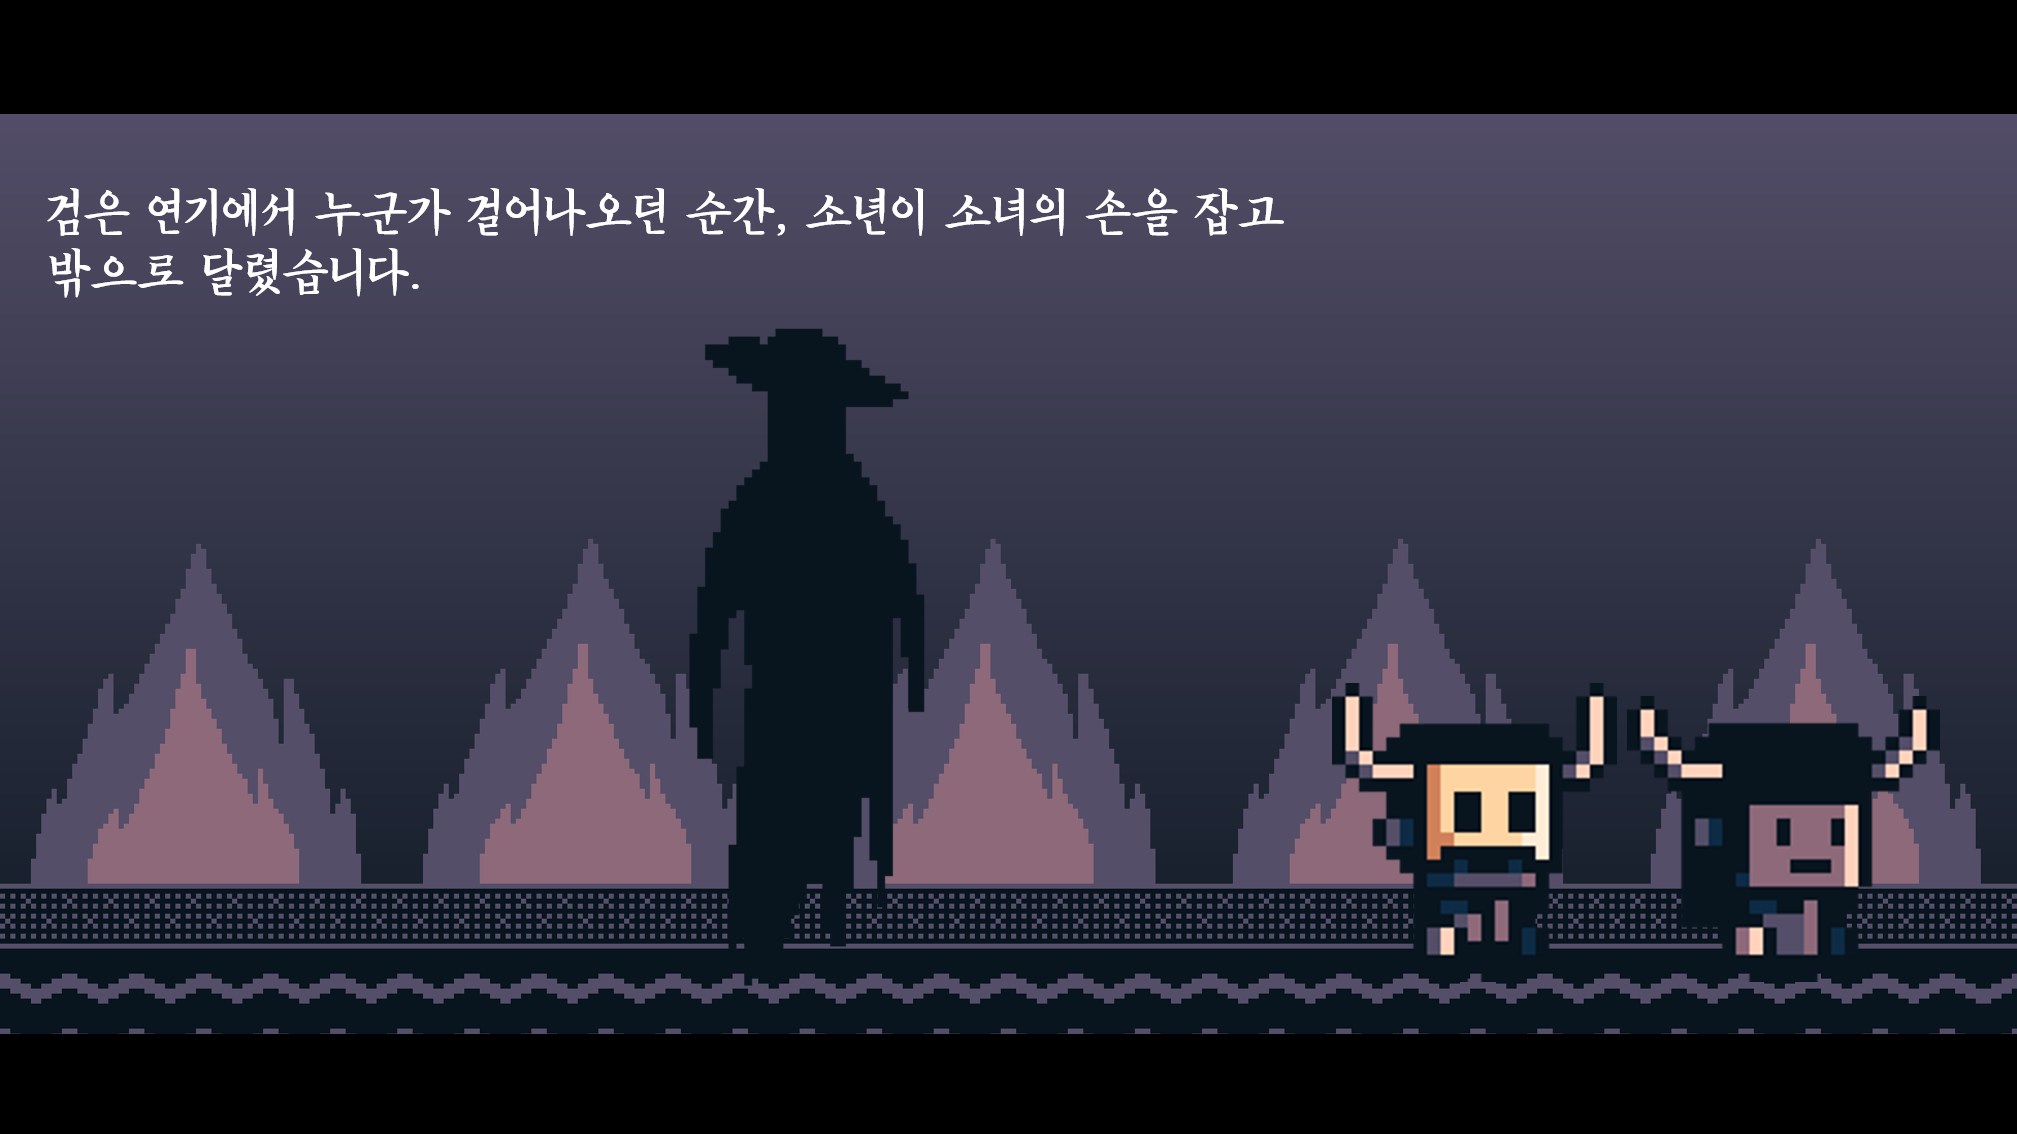 검은 연기에서 누군가 걸어나오던 순간, 소년이 소녀의 손을 잡고
밖으로 달렸습니다.